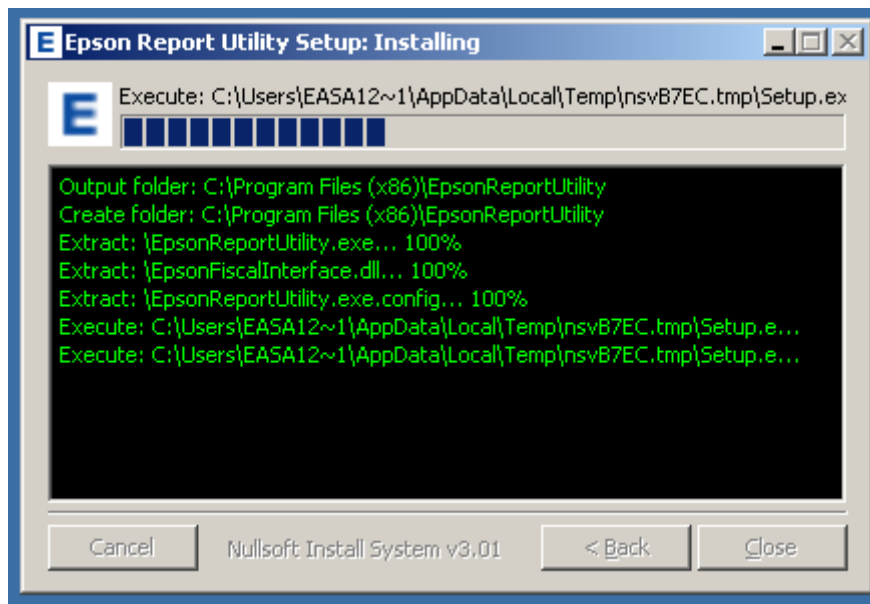 E Epson Report Utility Setup: Installing
E
Execute: C:\Users\EASA12~1\AppData\Local\Temp\nsvB7EC.tmp\Setup.ex
Output folder: C:\Program Files (x86)\EpsonReportUtility
Create folder: C:\Program Files (x86)\EpsonReportUtility
Extract: \EpsonReportUtility.exe... 100%
Extract: \EpsonFiscalInterface.dll... 100%
Extract: \EpsonReportUtility.exe.config... 100%
Execute: C:\Users\EASA12~1\AppData\Local\Temp\nsvB7EC.tmp\Setup.e...
Execute: C:\Users\EASA12~1\AppData\Local\Temp\nsvB7EC.tmp\Setup.e...
Cancel Nullsoft Install System v3.01 < Back Close